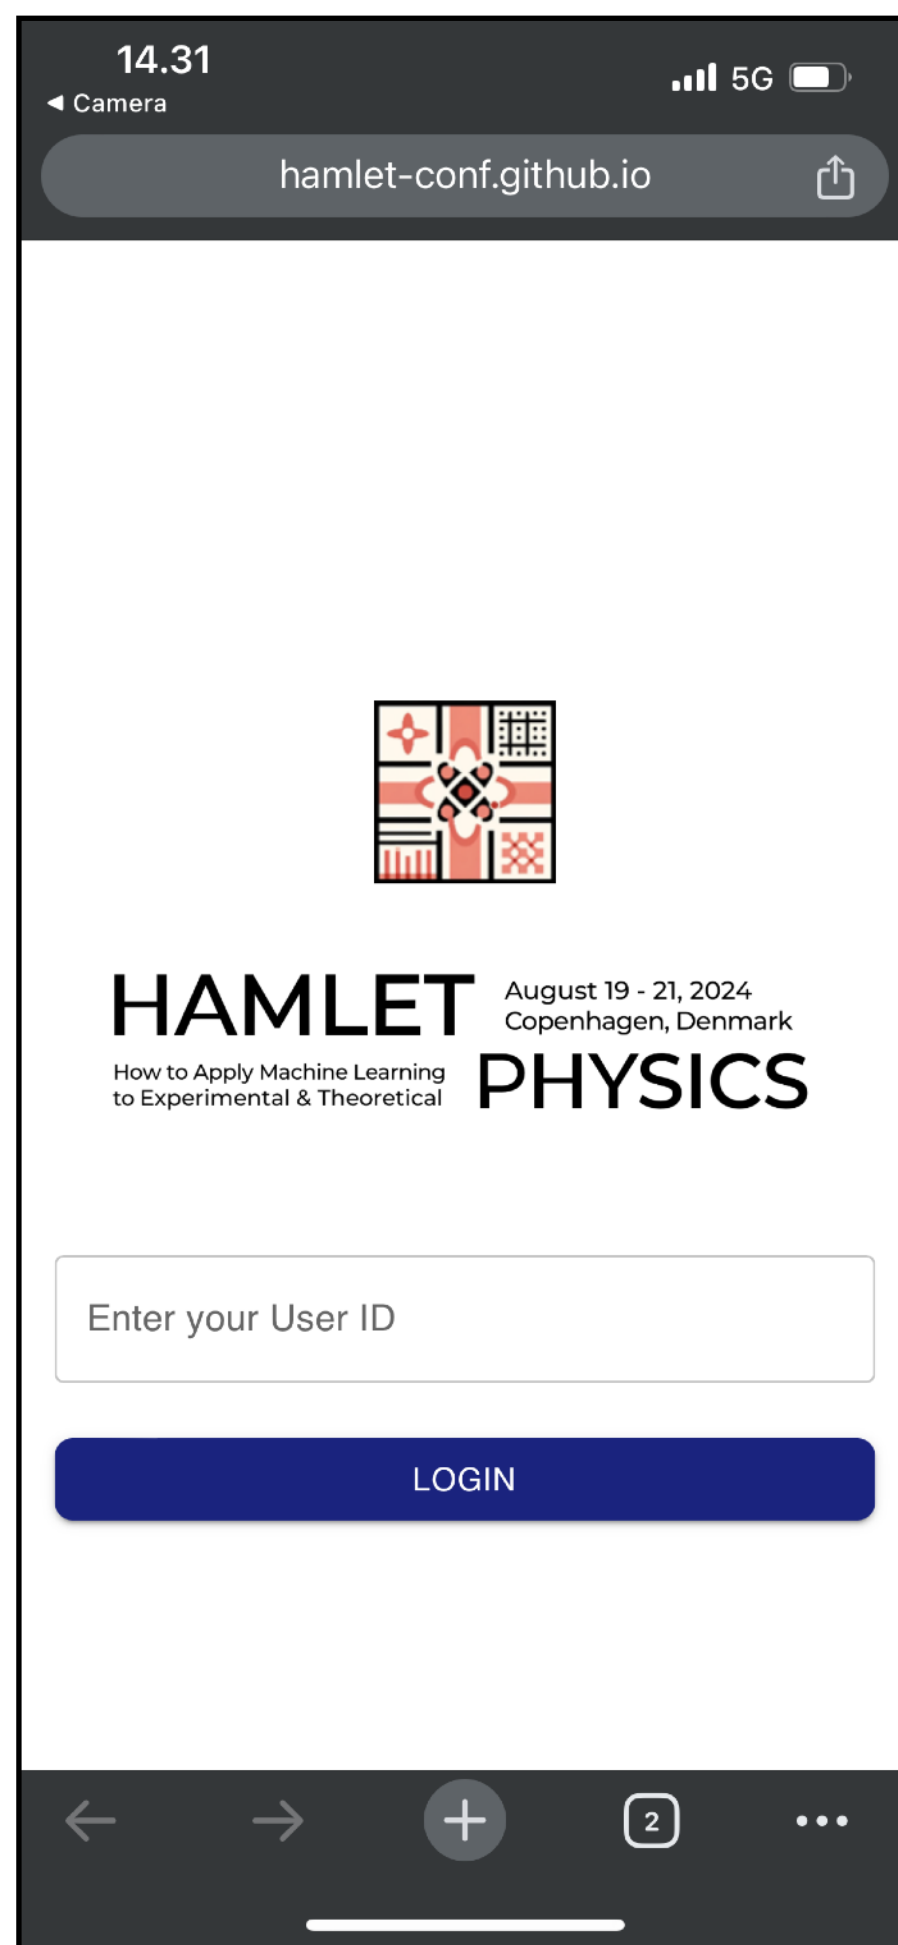 14.31
5G
◀ Camera
hamlet-conf.github.io
HAMLET
August 19 - 21, 2024
Copenhagen, Denmark
How to Apply Machine Learning
to Experimental & Theoretical
PHYSICS
Enter your User ID
LOGIN
2